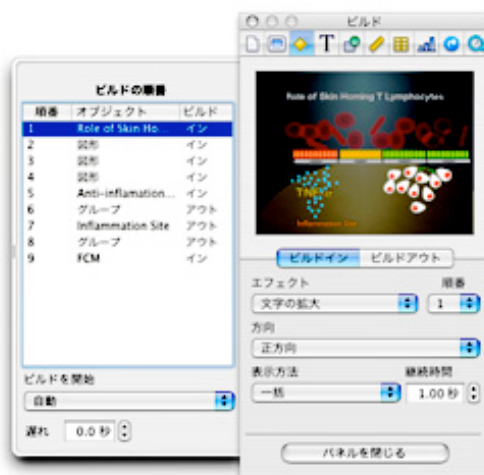 ビルドの順番
順番 オブジェクト ビルド
1 Role of Skin Ho... イン
2 図形 イン
3 図形 イン
4 図形 イン
5 Anti-inflamation... イン
6 グループ アウト
7 Inflammation Site アウト
8 グループ アウト
9 FCM イン
ビルドを開始
自動
遅れ 0.0 秒
ビルド
T
Role of Skin Homing T Lymphocytes
Inflammation Site
ビルドイン ビルドアウト
エフェクト 順番
文字の拡大 1
方向
正方向
表示方法 継続時間
一括 1.00 秒
パネルを閉じる